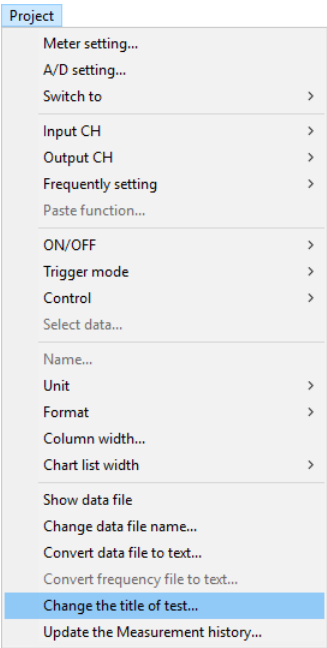 Project
Meter setting...
A/D setting...
Switch to
Input CH
Output CH
Frequently setting
Paste function...
ON/OFF
Trigger mode
Control
Select data...
Name...
Unit
Format
Column width...
Chart list width
Show data file
Change data file name...
Convert data file to text...
Convert frequency file to text...
Change the title of test...
Update the Measurement history...